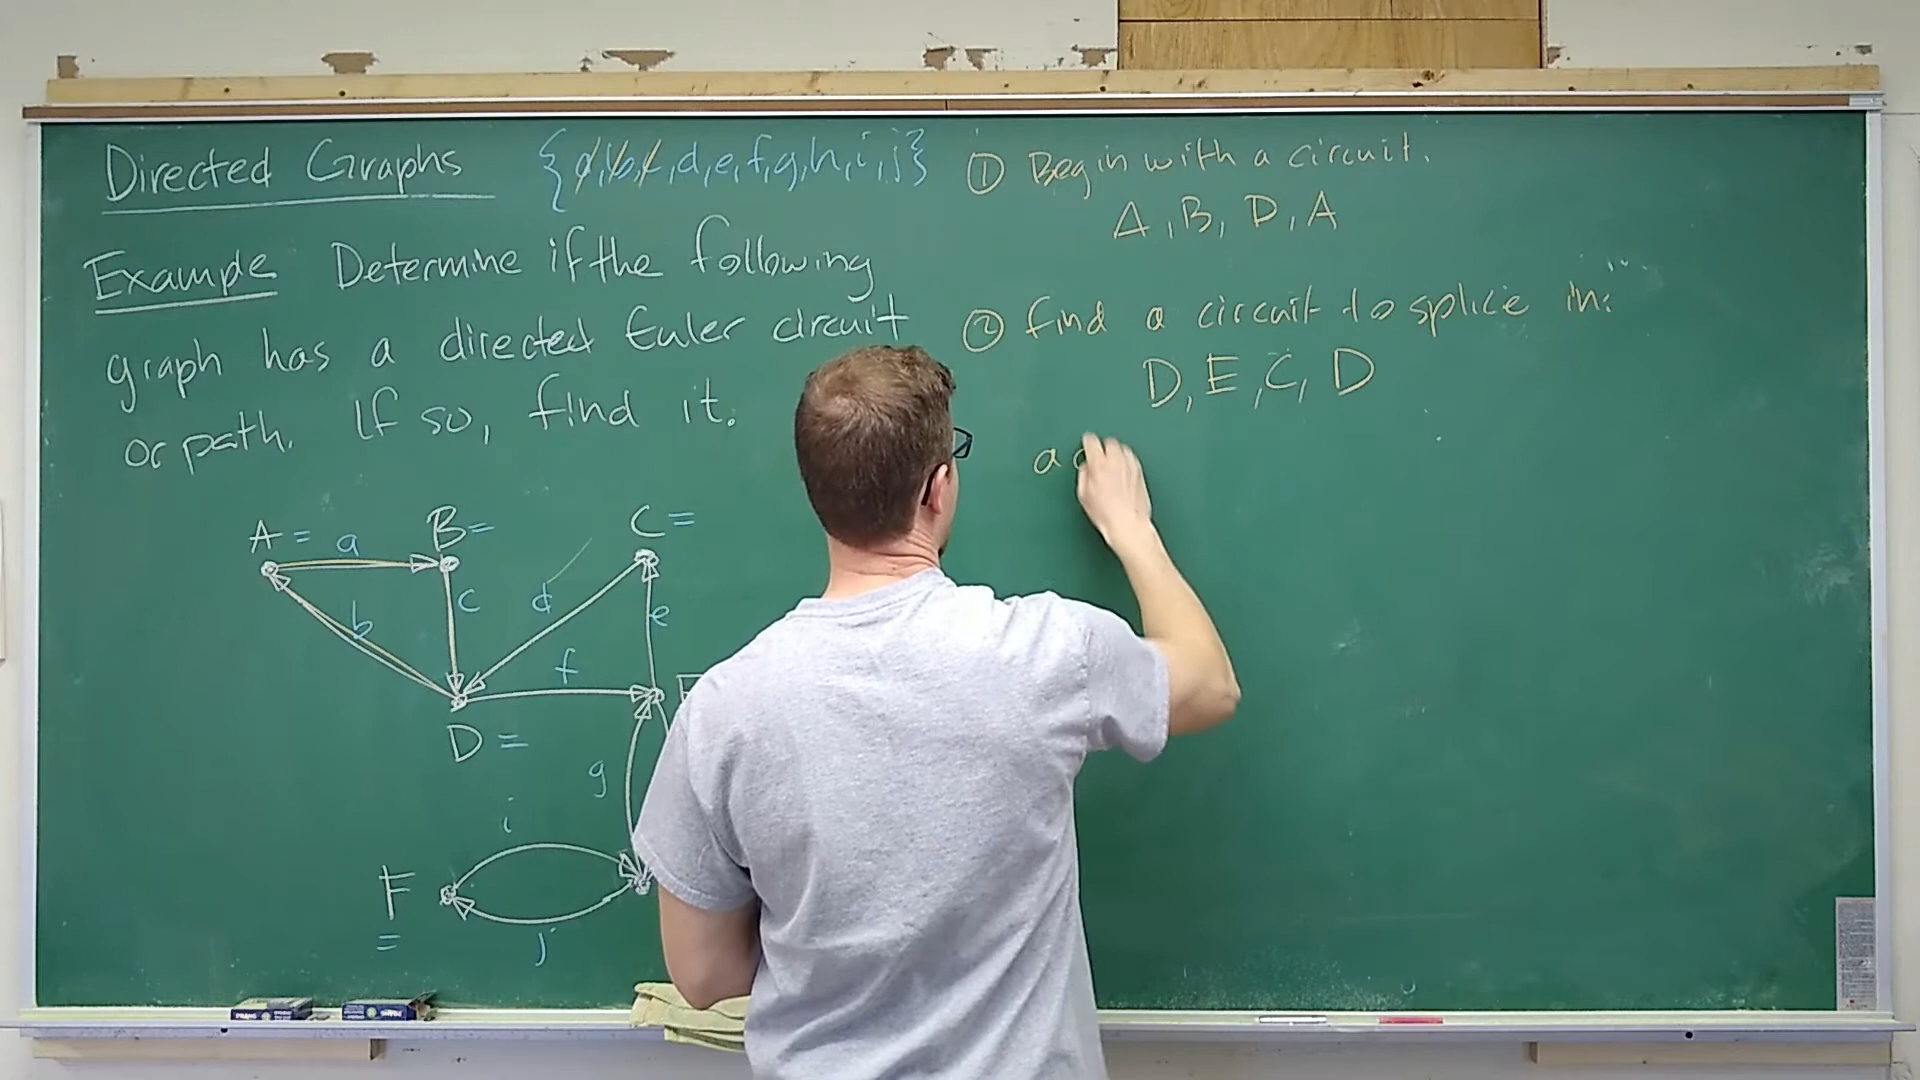 Directed Graphs {a,b,c,d,e,f,g,h,i,j}
Example Determine if the following
graph has a directed Euler circuit
or path. If so, find it.
A = a B = C =
b c d e
f
D =
g
i
F
=
j
① Begin with a circuit.
A, B, D, A
② Find a circuit to splice in:
D, E, C, D
a